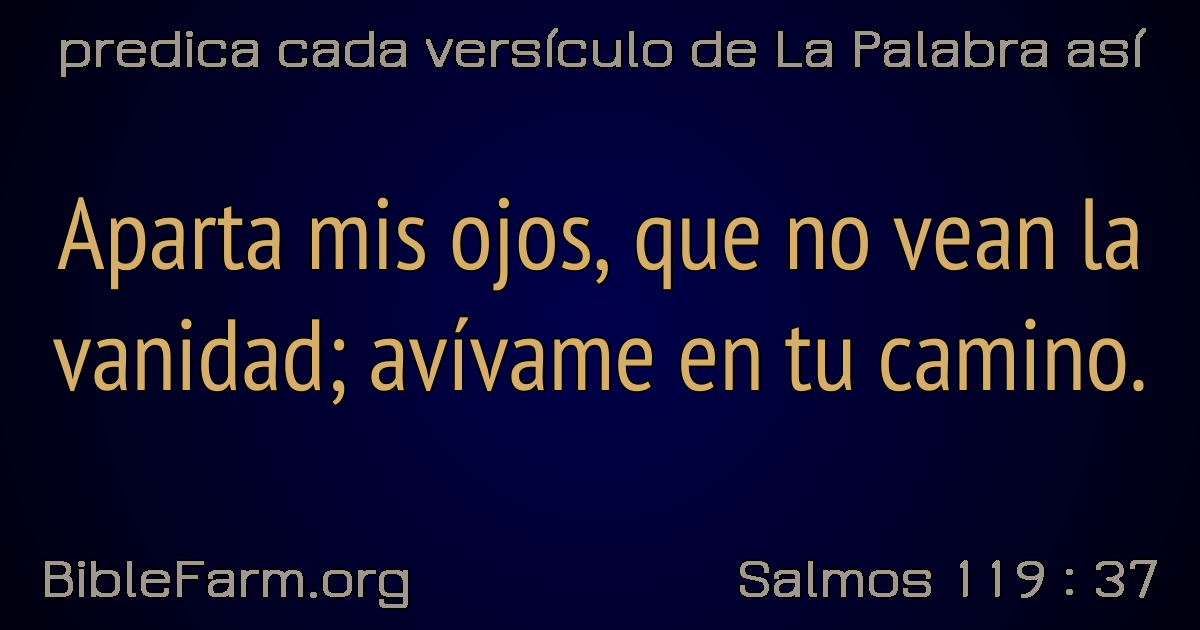 predica cada versículo de La Palabra así
Aparta mis ojos, que no vean la
vanidad; avívame en tu camino.
BibleFarm.org
Salmos 119 : 37